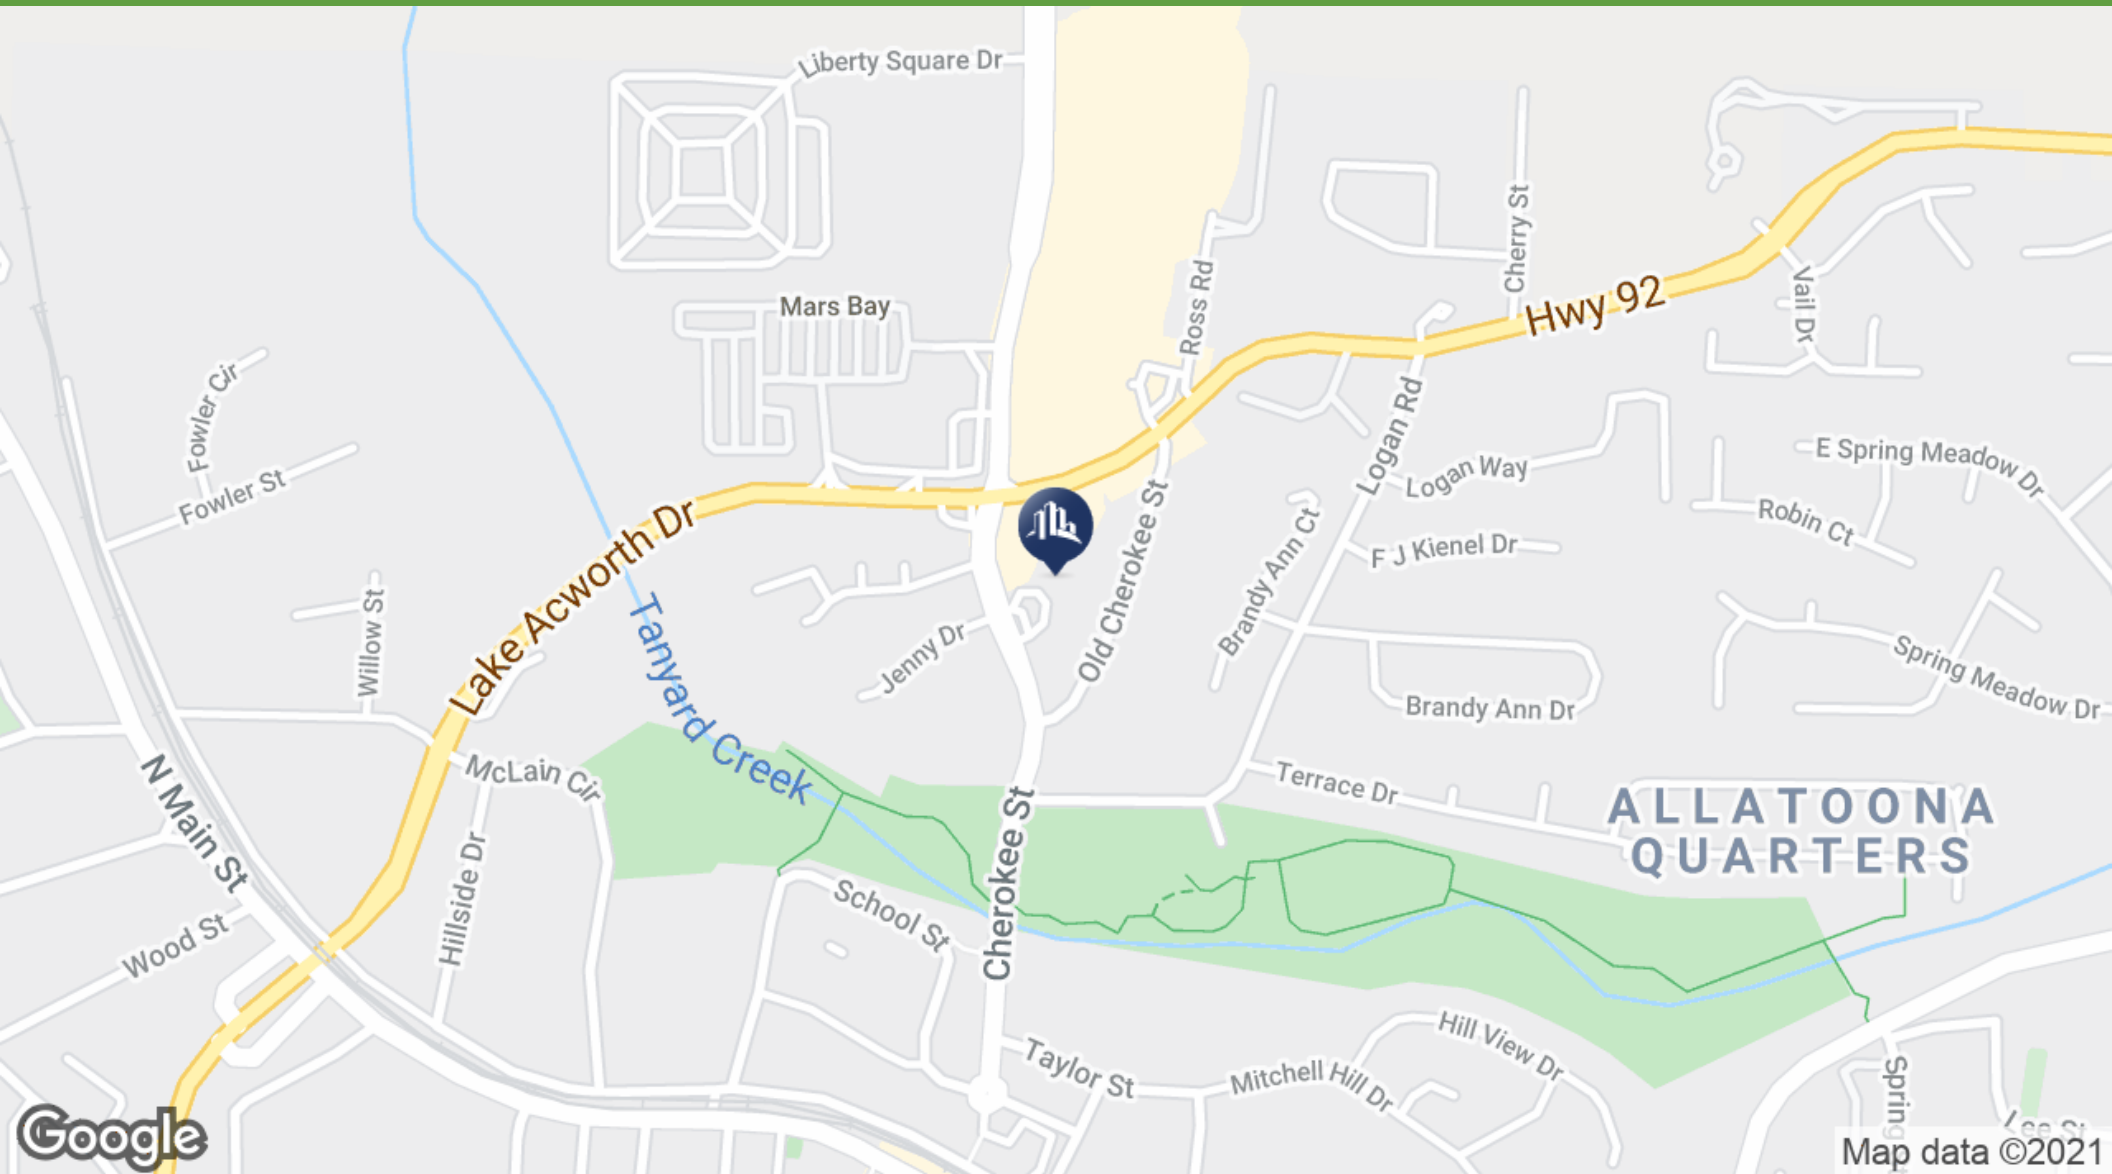 Liberty Square Dr
Mars Bay
Ross Rd
Cherry St
Hwy 92
Vail Dr
Fowler Cir
Fowler St
Logan Rd
Logan Way
E Spring Meadow Dr
Robin Ct
Lake Acworth Dr
Old Cherokee St
Brandy Ann Ct
F J Kienel Dr
Willow St
Tanyard Creek
Jenny Dr
Spring Meadow Dr
Brandy Ann Dr
N Main St
McLain Cir
Terrace Dr
ALLATOONA
QUARTERS
Hillside Dr
School St
Cherokee St
Wood St
Taylor St
Mitchell Hill Dr
Hill View Dr
Spring
Lee St
Google
Map data ©2021